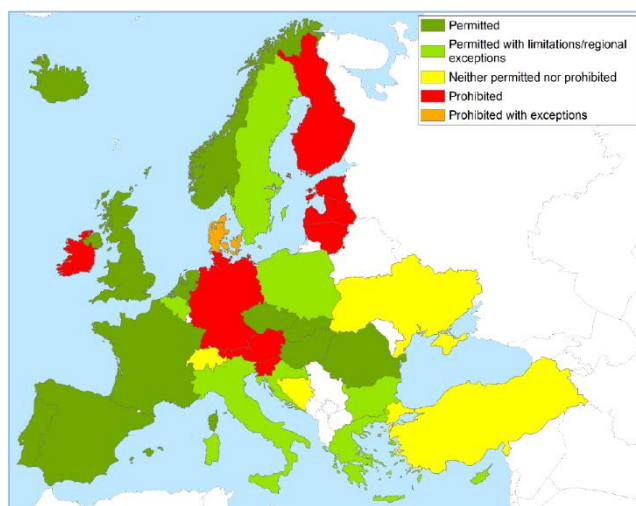 Permitted
Permitted with limitations/regional
exceptions
Neither permitted nor prohibited
Prohibited
Prohibited with exceptions